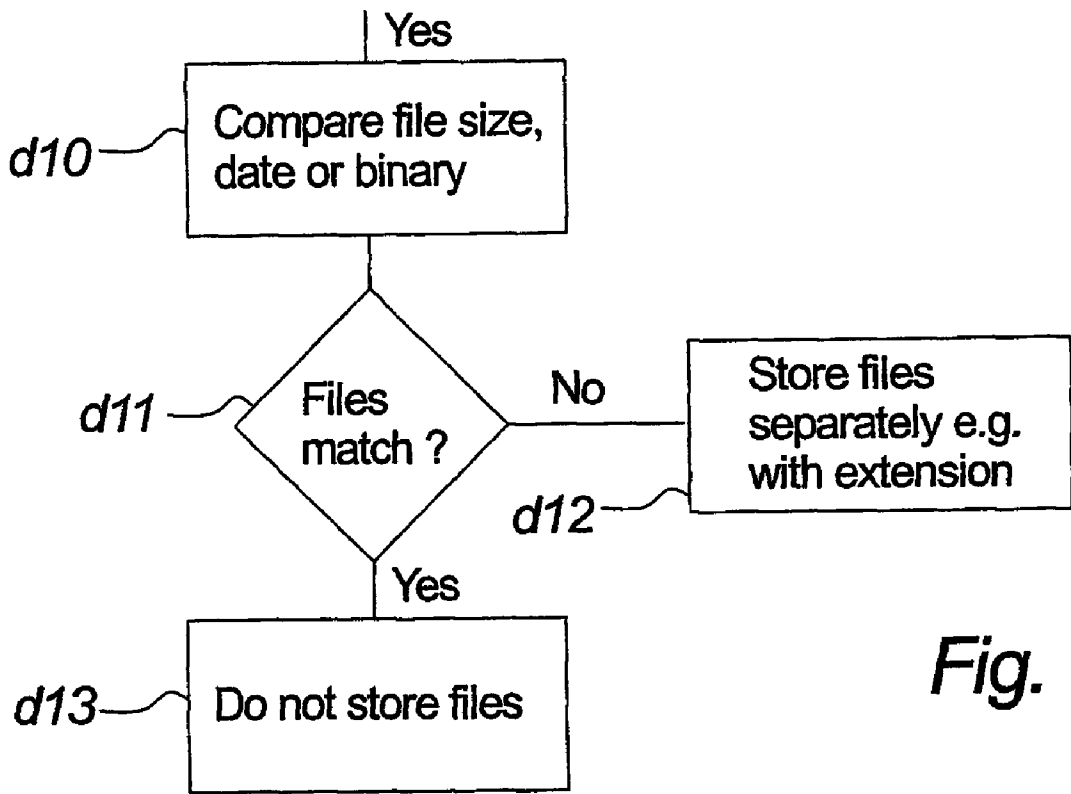 Yes
Compare file size,
date or binary
d10
Files
match ?
d11
No
Store files
separately e.g.
with extension
d12
Yes
Do not store files
d13
Fig.